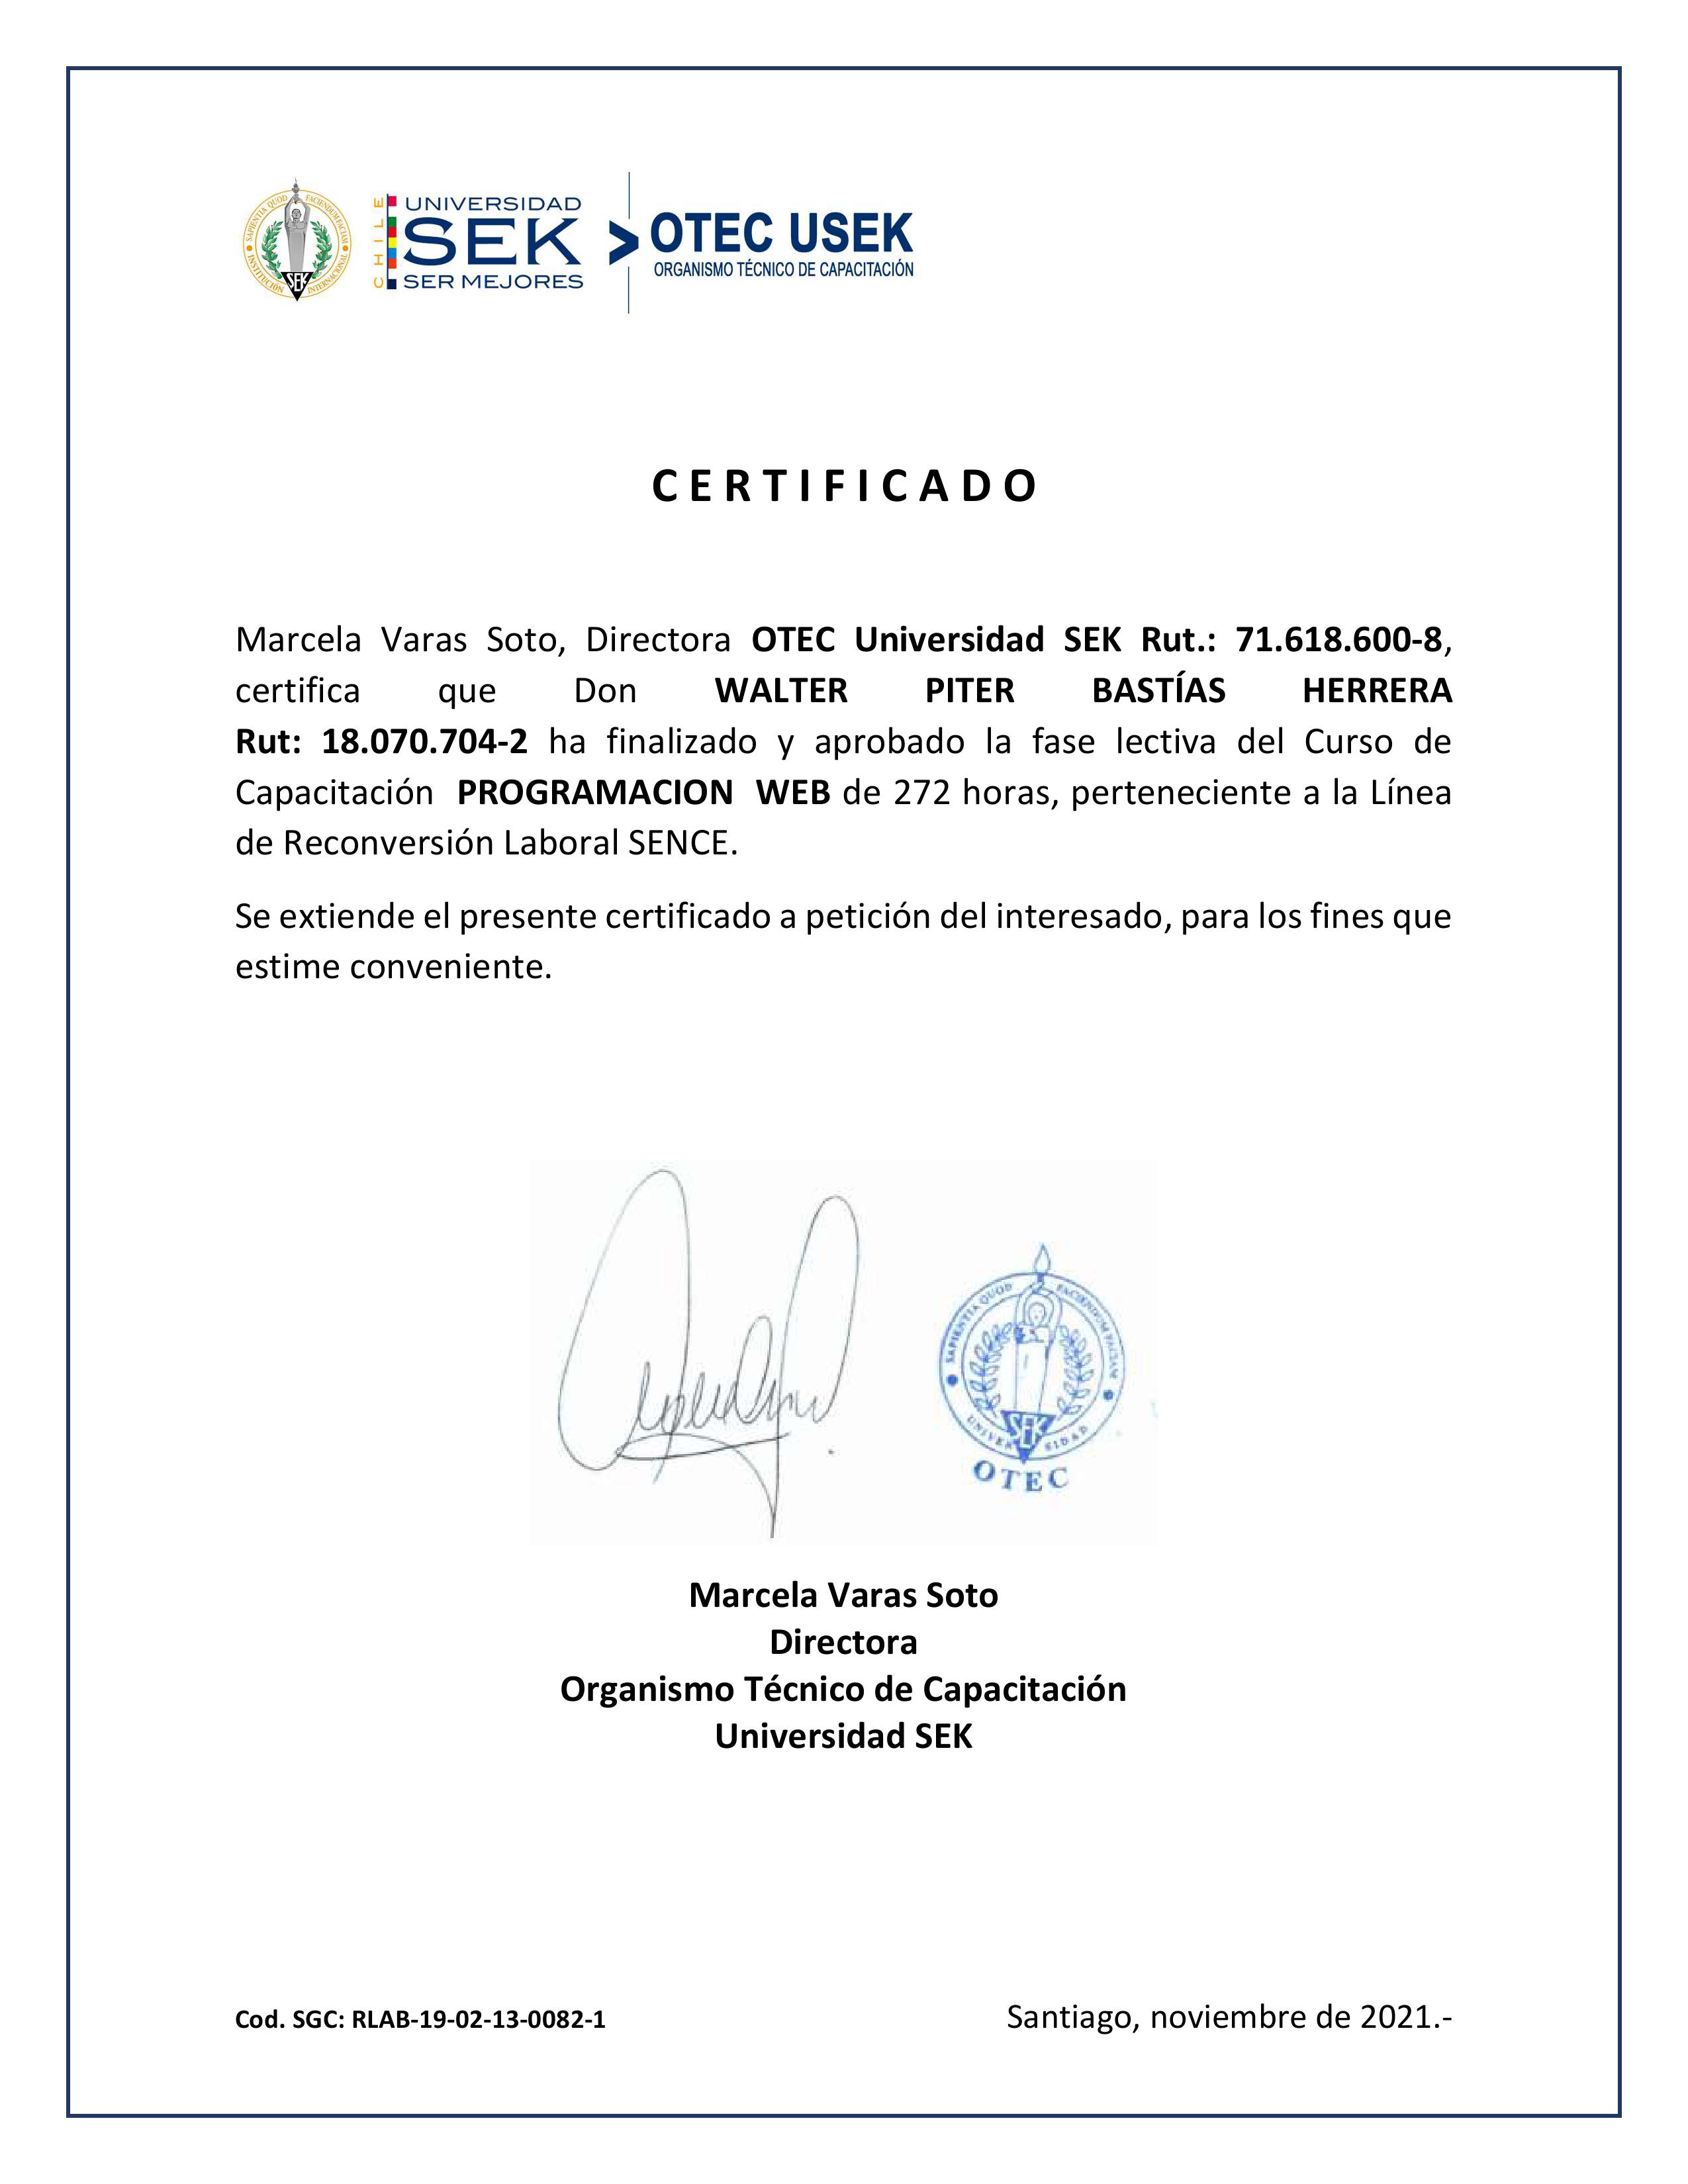 SAPIENTIA QUOD FACIENDUM FACIAM
INSTITUCIÓN INTERNACIONAL
SEK
CHILE
UNIVERSIDAD
SEK
SER MEJORES
OTEC USEK
ORGANISMO TÉCNICO DE CAPACITACIÓN
CERTIFICADO
Marcela Varas Soto, Directora OTEC Universidad SEK Rut.: 71.618.600-8,
certifica que Don WALTER PITER BASTÍAS HERRERA
Rut: 18.070.704-2 ha finalizado y aprobado la fase lectiva del Curso de
Capacitación PROGRAMACION WEB de 272 horas, perteneciente a la Línea
de Reconversión Laboral SENCE.
Se extiende el presente certificado a petición del interesado, para los fines que
estime conveniente.
SAPIENTIA QUOD FACIENDUM FACIAM
UNIVERSIDAD
SEK
OTEC
Marcela Varas Soto
Directora
Organismo Técnico de Capacitación
Universidad SEK
Cod. SGC: RLAB-19-02-13-0082-1
Santiago, noviembre de 2021.-